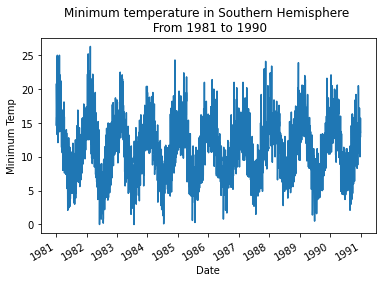 Minimum temperature in Southern Hemisphere
From 1981 to 1990
Minimum Temp
25
20
15
10
5
0
1981 1982 1983 1984 1985 1986 1987 1988 1989 1990 1991
Date